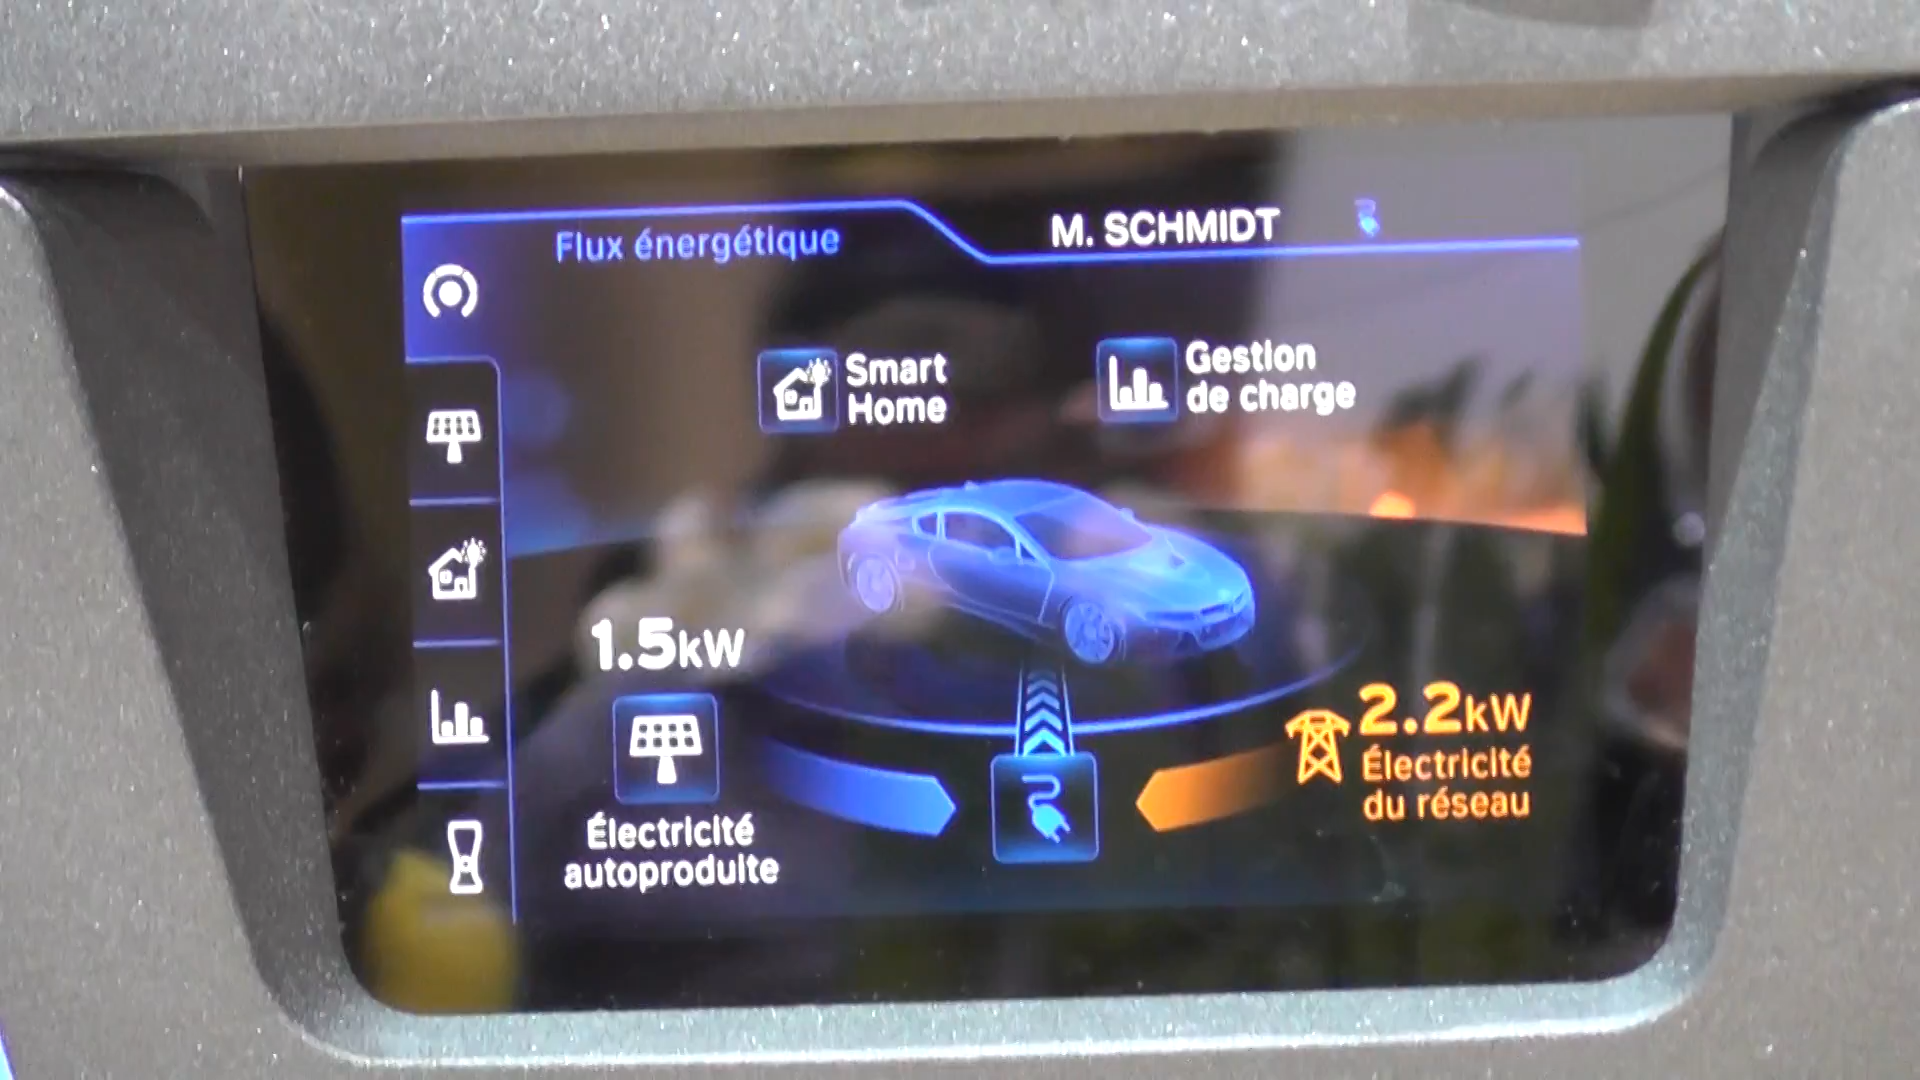 Flux énergétique
M. SCHMIDT
Smart
Home
Gestion
de charge
1.5kW
Électricité
autoproduite
2.2kW
Électricité
du réseau